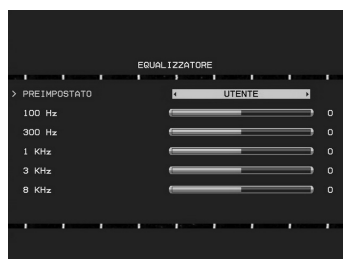 EQUALIZZATORE
> PREIMPOSTATO UTENTE
100 Hz 0
300 Hz 0
1 KHz 0
3 KHz 0
8 KHz 0